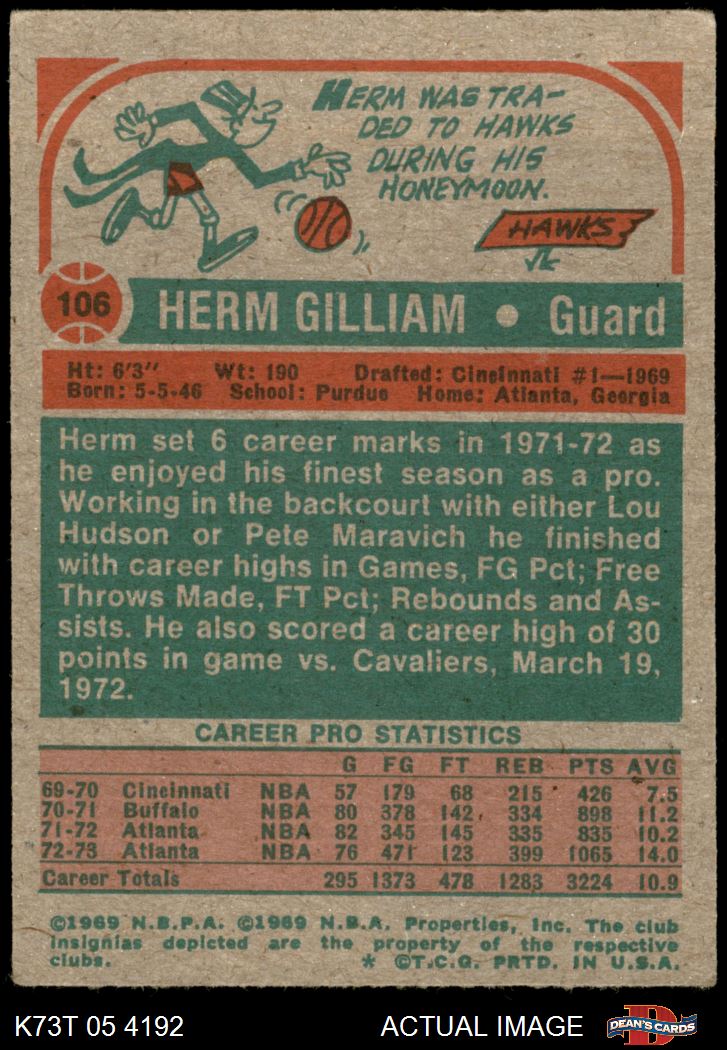 HERM WAS TRA-
DED TO HAWKS
DURING HIS
HONEYMOON.
HAWKS
106 HERM GILLIAM • Guard
Ht: 6'3" Wt: 190 Drafted: Cincinnati #1—1969
Born: 5-5-46 School: Purdue Home: Atlanta, Georgia
Herm set 6 career marks in 1971-72 as
he enjoyed his finest season as a pro.
Working in the backcourt with either Lou
Hudson or Pete Maravich he finished
with career highs in Games, FG Pct; Free
Throws Made, FT Pct; Rebounds and As-
sists. He also scored a career high of 30
points in game vs. Cavaliers, March 19,
1972.
CAREER PRO STATISTICS
G FG FT REB PTS AVG
69-70 Cincinnati NBA 57 179 68 215 426 7.5
70-71 Buffalo NBA 80 378 142 334 898 11.2
71-72 Atlanta NBA 82 345 145 335 835 10.2
72-73 Atlanta NBA 76 471 123 399 1065 14.0
Career Totals 295 1373 478 1283 3224 10.9
©1969 N.B.P.A. ©1969 N.B.A. Properties, Inc. The club
insignias depicted are the property of the respective
clubs. * ©T.C.G. PRTD. IN U.S.A.
K73T 05 4192 ACTUAL IMAGE DEAN'S CARDS